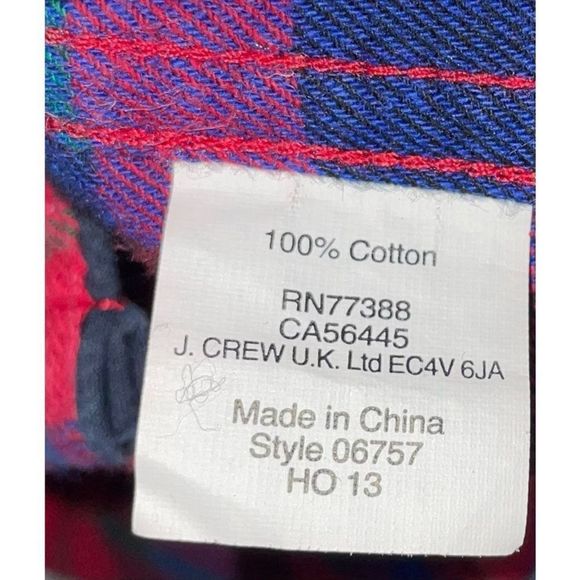 100% Cotton
RN77388
CA56445
J. CREW U.K. Ltd EC4V 6JA
Made in China
Style 06757
HO 13